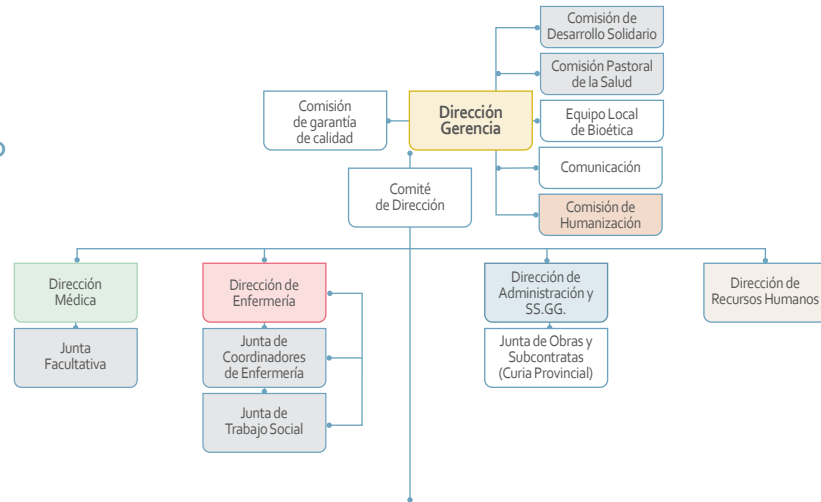 Comisión de
Desarrollo Solidario
Comisión Pastoral
de la Salud
Comisión
de garantía
de calidad
Dirección
Gerencia
Equipo Local
de Bioética
Comunicación
Comité
de Dirección
Comisión de
Humanización
Dirección
Médica
Dirección de
Enfermería
Dirección de
Administración y
SS.GG.
Dirección de
Recursos Humanos
Junta
Facultativa
Junta de
Coordinadores
de Enfermería
Junta de Obras y
Subcontratas
(Curia Provincial)
Junta de
Trabajo Social